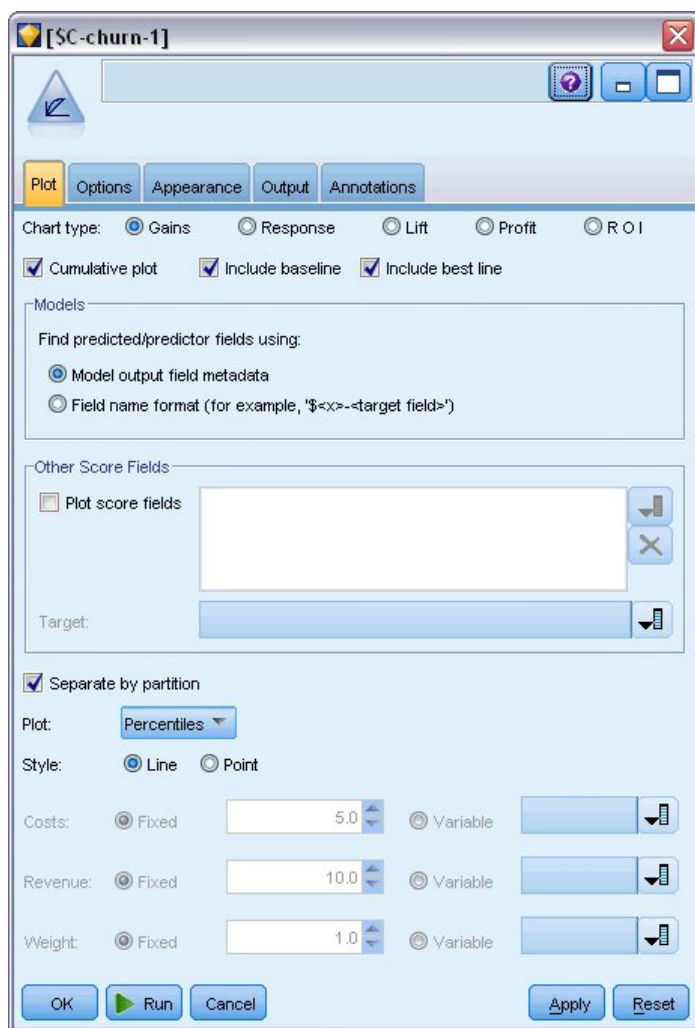 [$C-churn-1]
Plot Options Appearance Output Annotations
Chart type: Gains Response Lift Profit R O I
Cumulative plot Include baseline Include best line
Models
Find predicted/predictor fields using:
Model output field metadata
Field name format (for example, '$<x>-<target field>')
Other Score Fields
Plot score fields
Target:
Separate by partition
Plot: Percentiles
Style: Line Point
Costs: Fixed 5.0 Variable
Revenue: Fixed 10.0 Variable
Weight: Fixed 1.0 Variable
OK Run Cancel Apply Reset